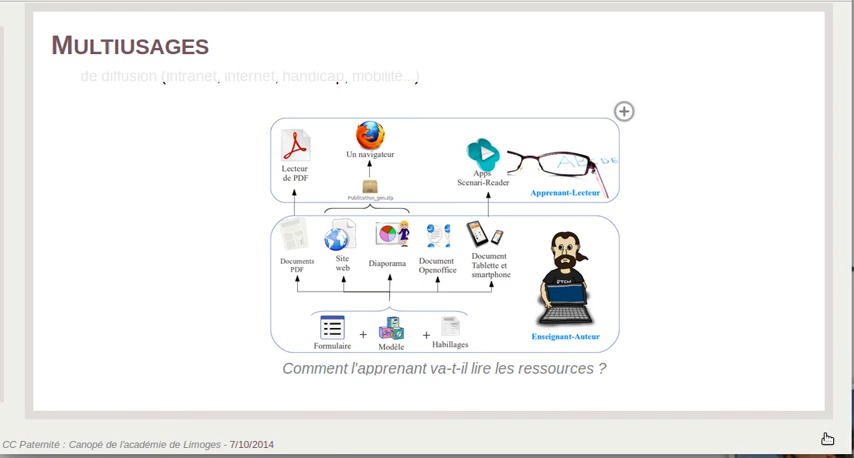 MULTIUSAGES
de diffusion (intranet, internet, handicap, mobilité...)
Un navigateur
Lecteur
de PDF
Publication_gen.zip
Apps
Scenari-Reader
A B C D E
Apprenant-Lecteur
Documents
PDF
Site
web
Diaporama
Document
Openoffice
Document
Tablette et
smartphone
Formulaire
+
Modèle
+
Habillages
Enseignant-Auteur
Comment l'apprenant va-t-il lire les ressources ?
CC Paternité : Canopé de l'académie de Limoges - 7/10/2014